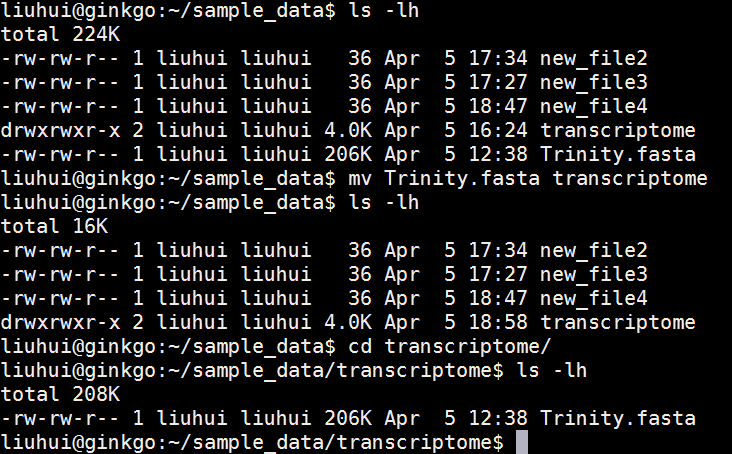 liuhui@ginkgo:~/sample_data$ ls -lh
total 224K
-rw-rw-r-- 1 liuhui liuhui   36 Apr  5 17:34 new_file2
-rw-rw-r-- 1 liuhui liuhui   36 Apr  5 17:27 new_file3
-rw-rw-r-- 1 liuhui liuhui   36 Apr  5 18:47 new_file4
drwxrwxr-x 2 liuhui liuhui 4.0K Apr  5 16:24 transcriptome
-rw-rw-r-- 1 liuhui liuhui 206K Apr  5 12:38 Trinity.fasta
liuhui@ginkgo:~/sample_data$ mv Trinity.fasta transcriptome
liuhui@ginkgo:~/sample_data$ ls -lh
total 16K
-rw-rw-r-- 1 liuhui liuhui   36 Apr  5 17:34 new_file2
-rw-rw-r-- 1 liuhui liuhui   36 Apr  5 17:27 new_file3
-rw-rw-r-- 1 liuhui liuhui   36 Apr  5 18:47 new_file4
drwxrwxr-x 2 liuhui liuhui 4.0K Apr  5 18:58 transcriptome
liuhui@ginkgo:~/sample_data$ cd transcriptome/
liuhui@ginkgo:~/sample_data/transcriptome$ ls -lh
total 208K
-rw-rw-r-- 1 liuhui liuhui 206K Apr  5 12:38 Trinity.fasta
liuhui@ginkgo:~/sample_data/transcriptome$